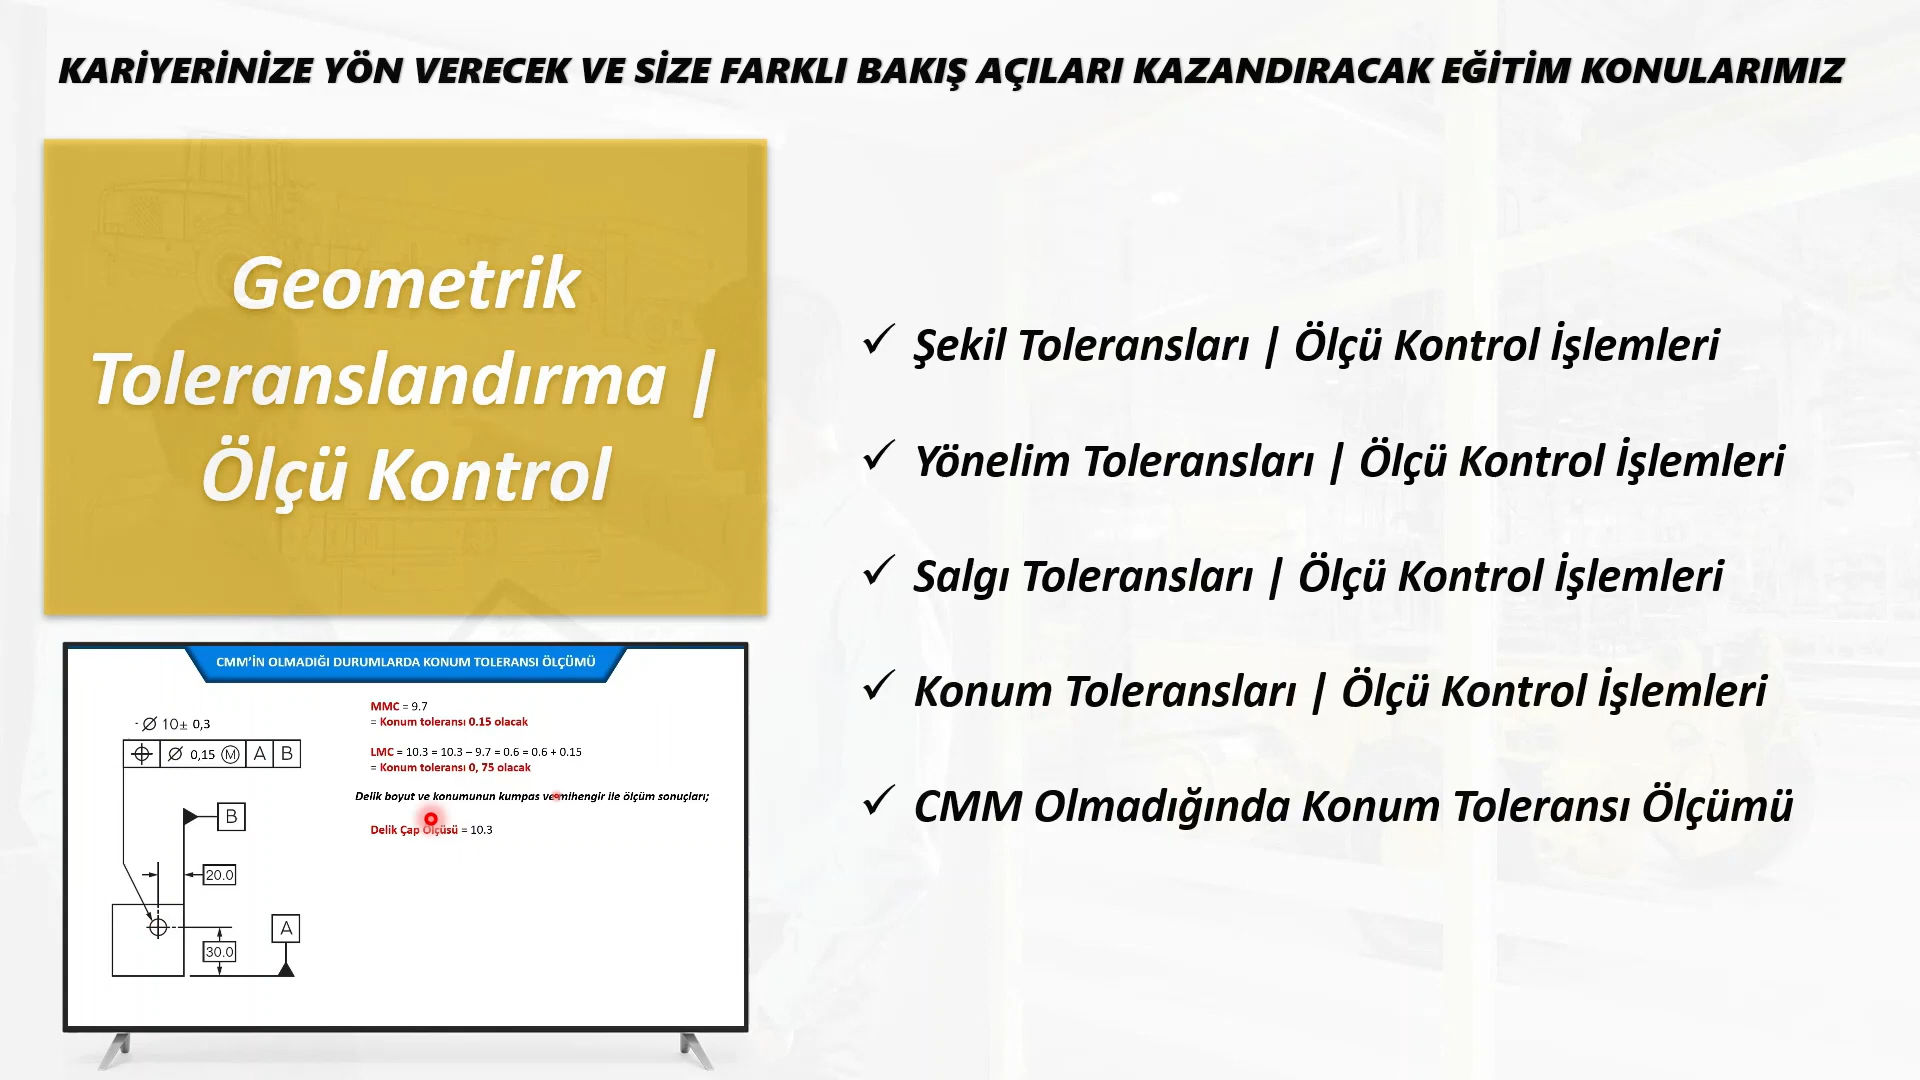 KARİYERİNİZE YÖN VERECEK VE SİZE FARKLI BAKIŞ AÇILARI KAZANDIRACAK EĞİTİM KONULARIMIZ
Geometrik
Toleranslandırma |
Ölçü Kontrol
✓ Şekil Toleransları | Ölçü Kontrol İşlemleri
✓ Yönelim Toleransları | Ölçü Kontrol İşlemleri
✓ Salgı Toleransları | Ölçü Kontrol İşlemleri
✓ Konum Toleransları | Ölçü Kontrol İşlemleri
✓ CMM Olmadığında Konum Toleransı Ölçümü
CMM'İN OLMADIĞI DURUMLARDA KONUM TOLERANSI ÖLÇÜMÜ
MMC = 9.7
= Konum toleransı 0.15 olacak
LMC = 10.3 = 10.3 – 9.7 = 0.6 = 0.6 + 0.15
= Konum toleransı 0, 75 olacak
Delik boyut ve konumunun kumpas ve mihengir ile ölçüm sonuçları;
Delik Çap Ölçüsü = 10.3
- Ø 10± 0,3
⌖ Ø 0,15 Ⓜ A B
B
20.0
A
30.0